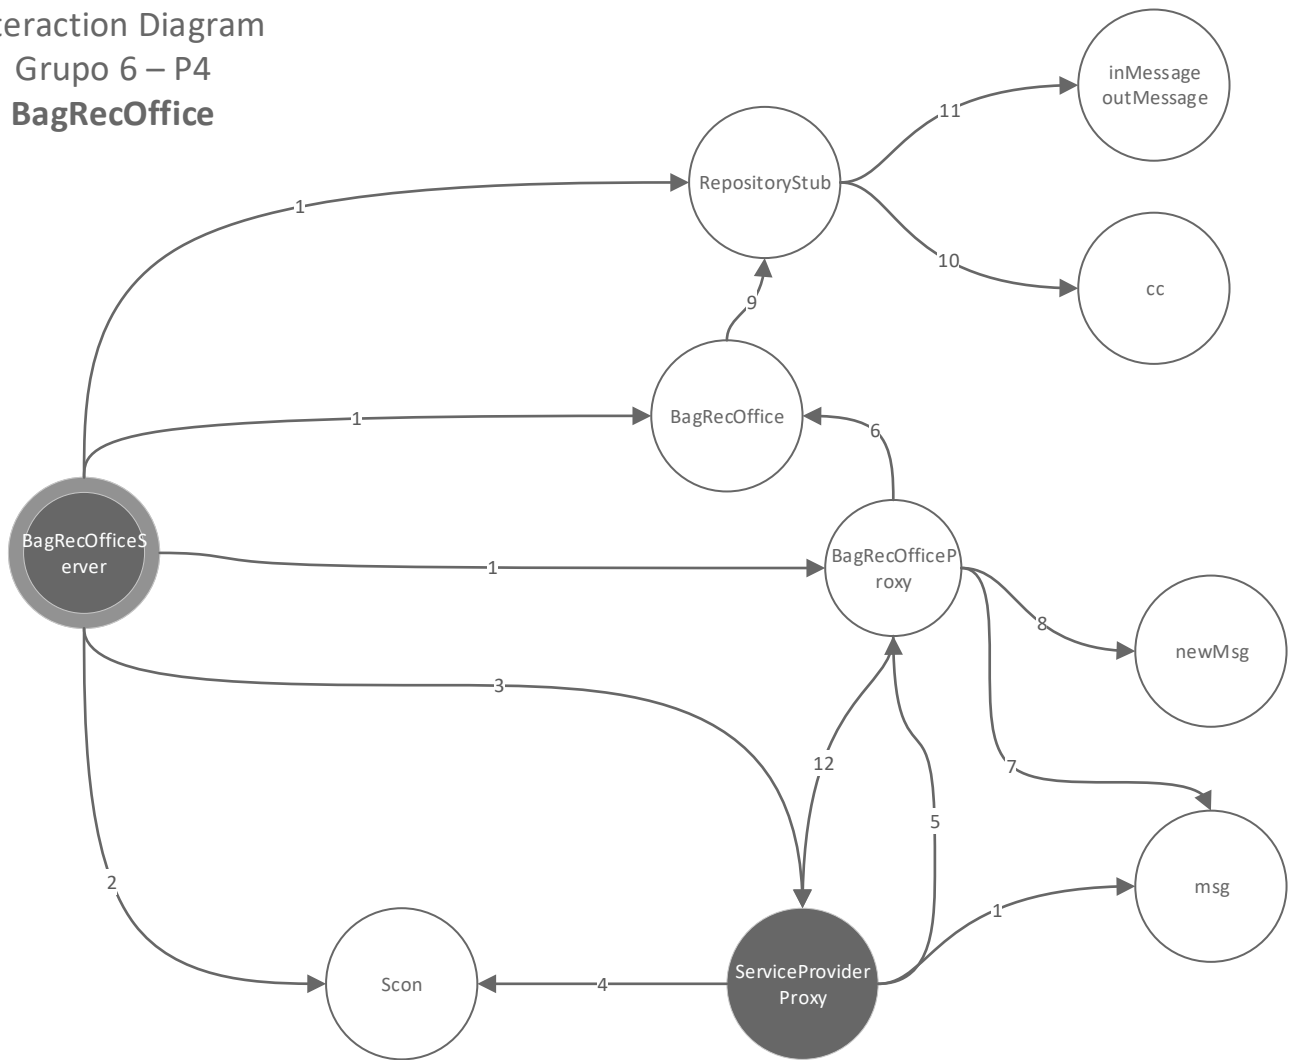 teraction Diagram
Grupo 6 – P4
BagRecOffice
inMessage
outMessage
11
RepositoryStub
1
10
cc
9
1
BagRecOffice
6
BagRecOfficeS
erver
1
BagRecOfficeP
roxy
8
newMsg
3
12
7
5
2
1
msg
Scon
4
ServiceProvider
Proxy